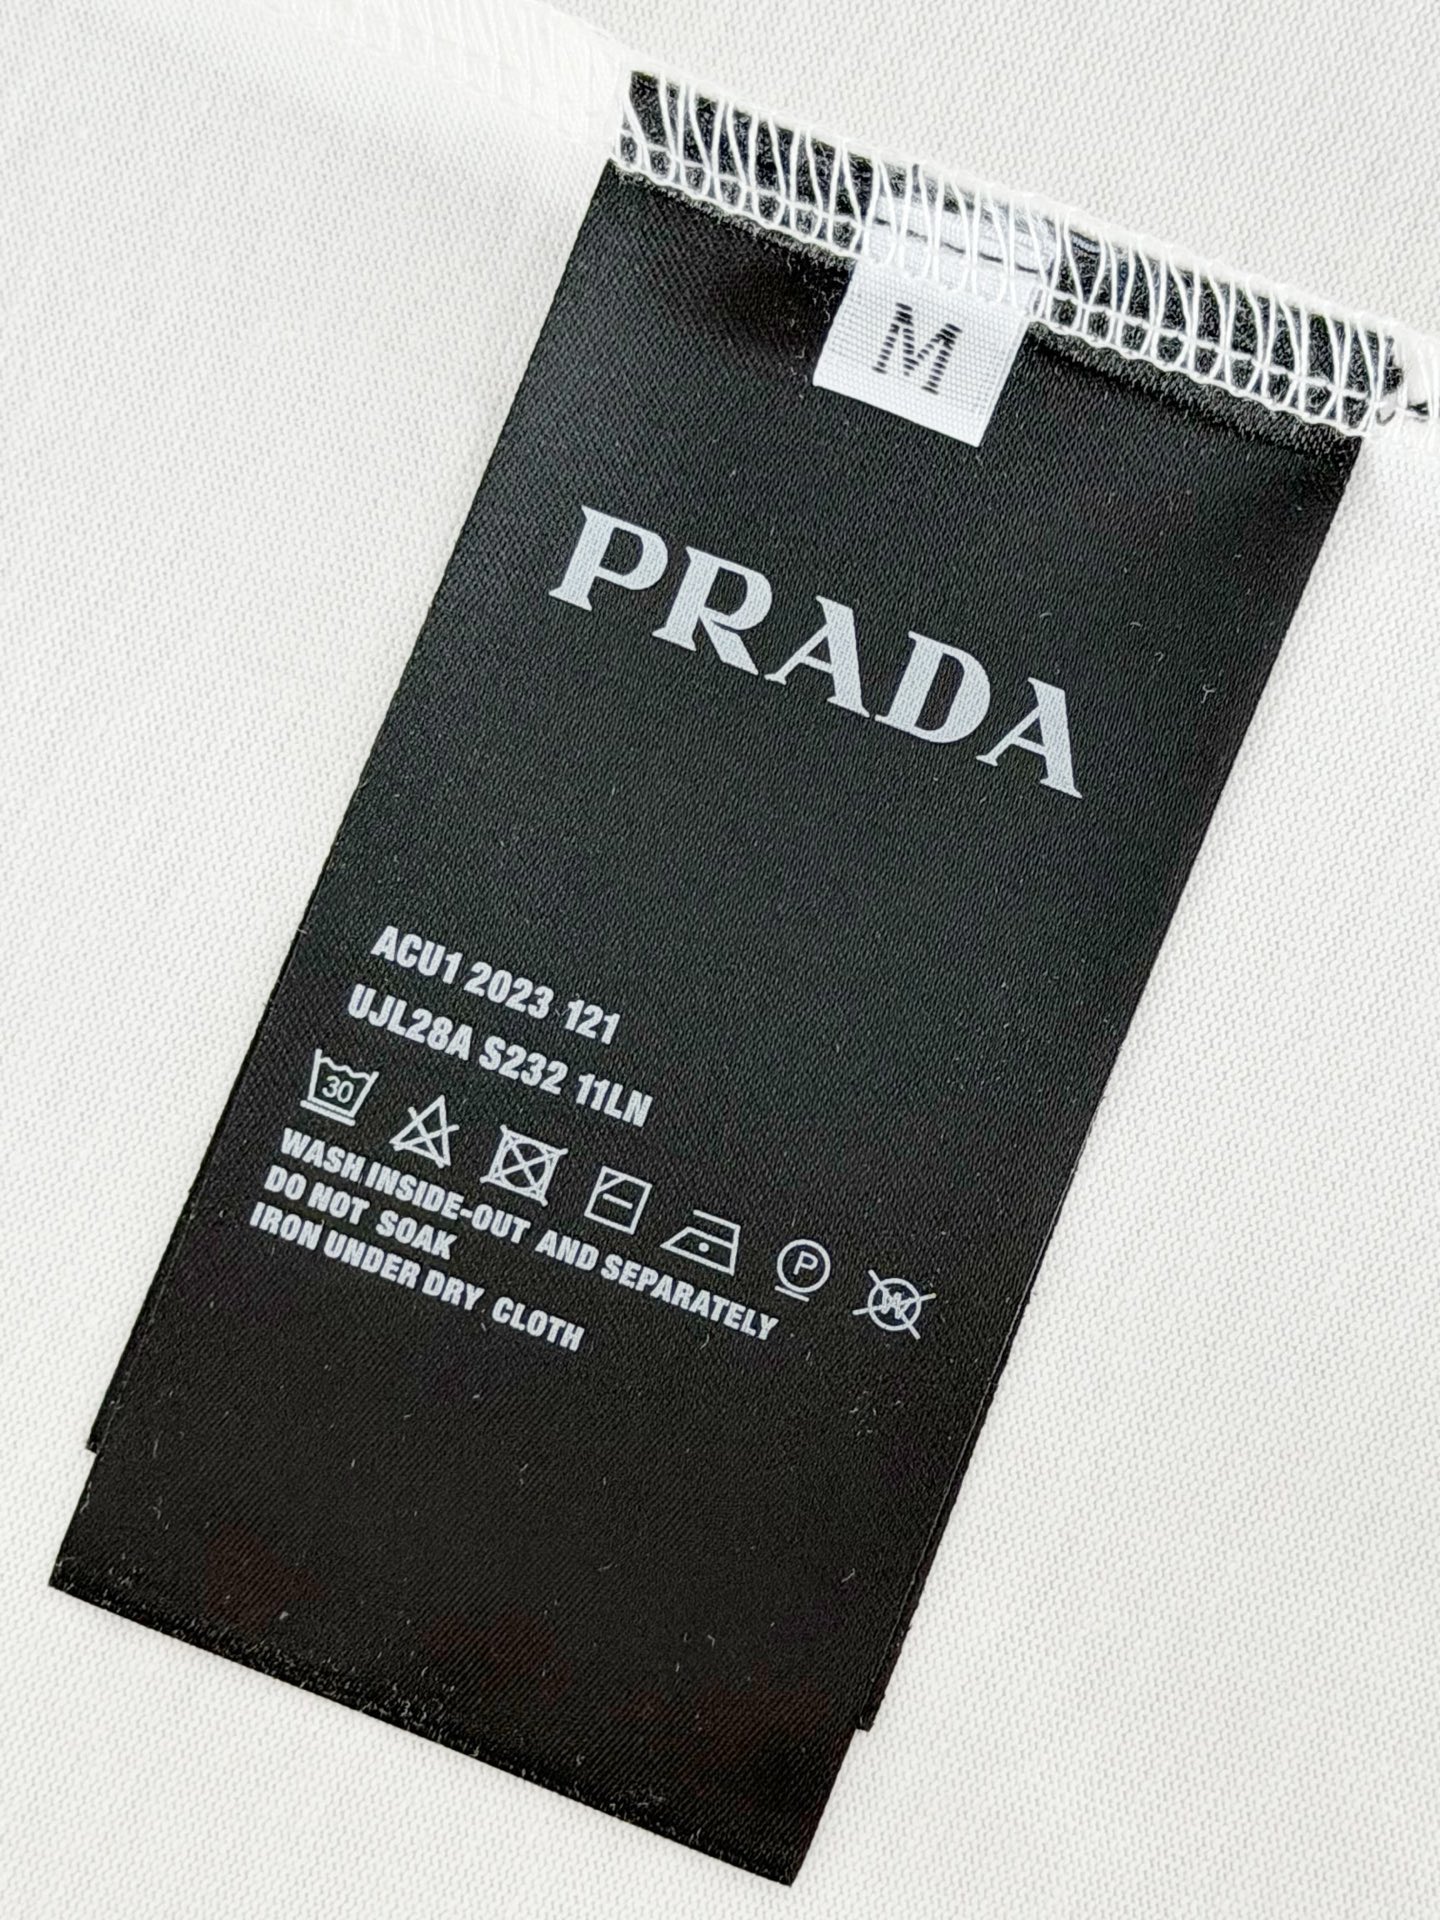 M
PRADA
ACU1 2023 121
UJL28A S232 11LN
30
P
W
WASH INSIDE-OUT AND SEPARATELY
DO NOT SOAK
IRON UNDER DRY CLOTH